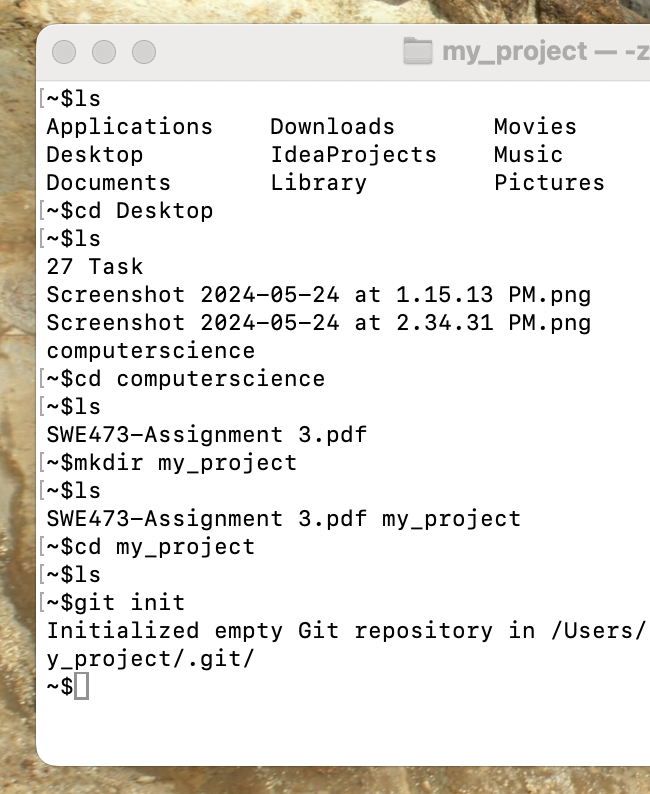 my_project — -z
~$ls
Applications Downloads Movies
Desktop IdeaProjects Music
Documents Library Pictures
~$cd Desktop
~$ls
27 Task
Screenshot 2024-05-24 at 1.15.13 PM.png
Screenshot 2024-05-24 at 2.34.31 PM.png
computerscience
~$cd computerscience
~$ls
SWE473-Assignment 3.pdf
~$mkdir my_project
~$ls
SWE473-Assignment 3.pdf my_project
~$cd my_project
~$ls
~$git init
Initialized empty Git repository in /Users/
y_project/.git/
~$